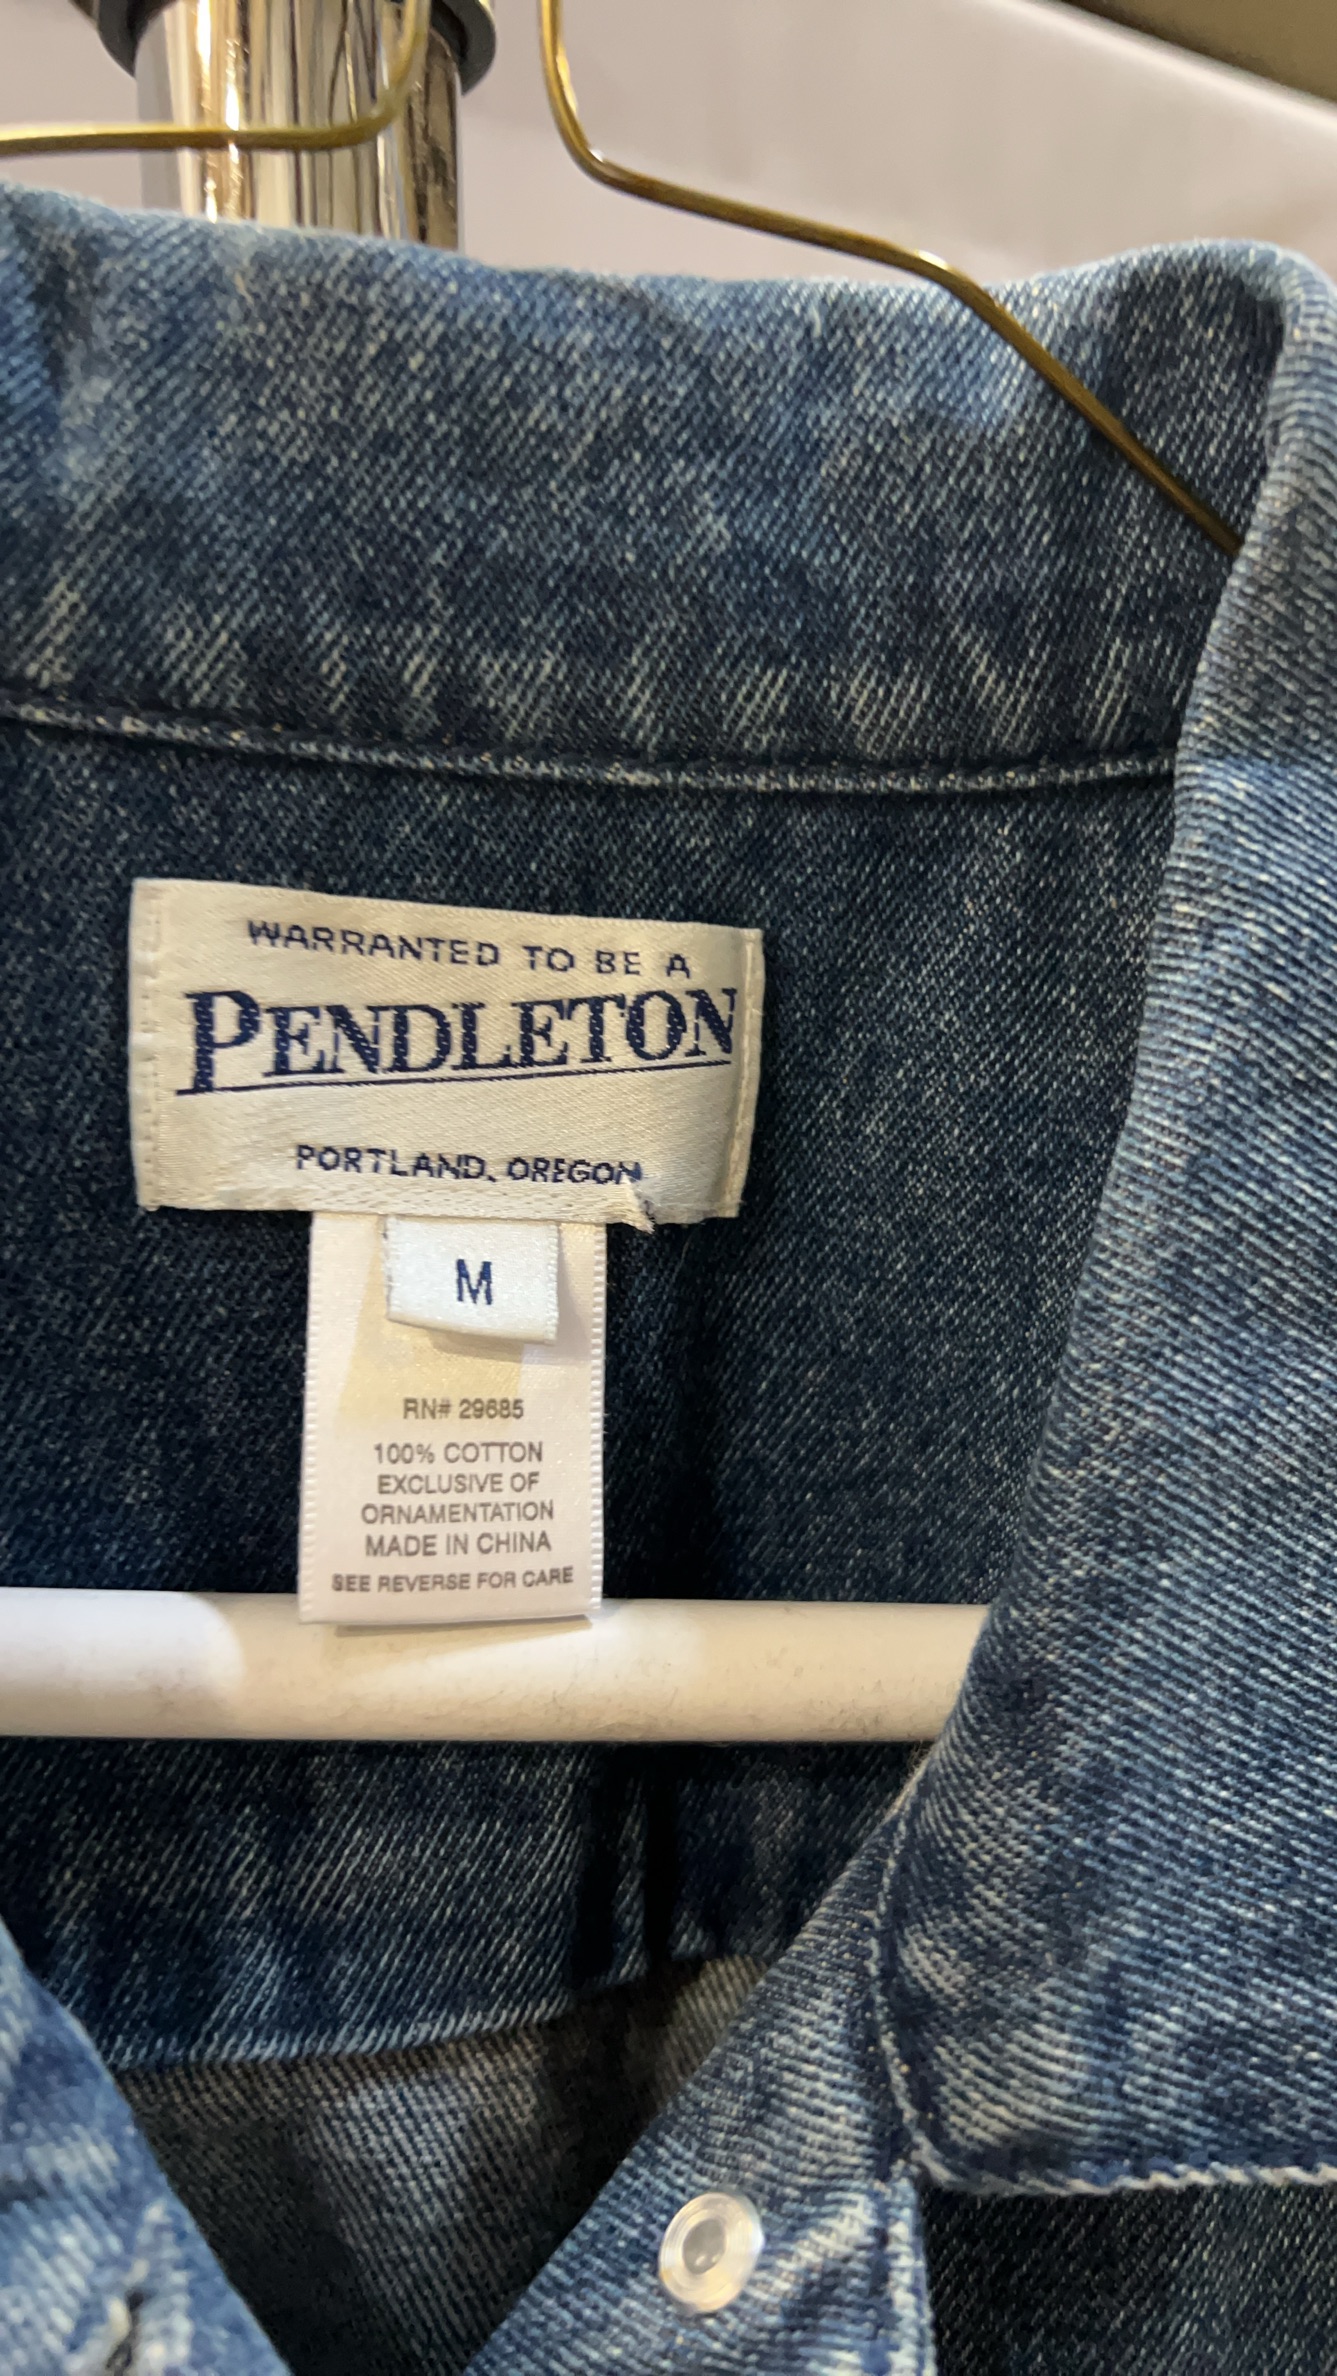 WARRANTED TO BE A
PENDLETON
PORTLAND, OREGON
M
RN# 29685
100% COTTON
EXCLUSIVE OF
ORNAMENTATION
MADE IN CHINA
SEE REVERSE FOR CARE